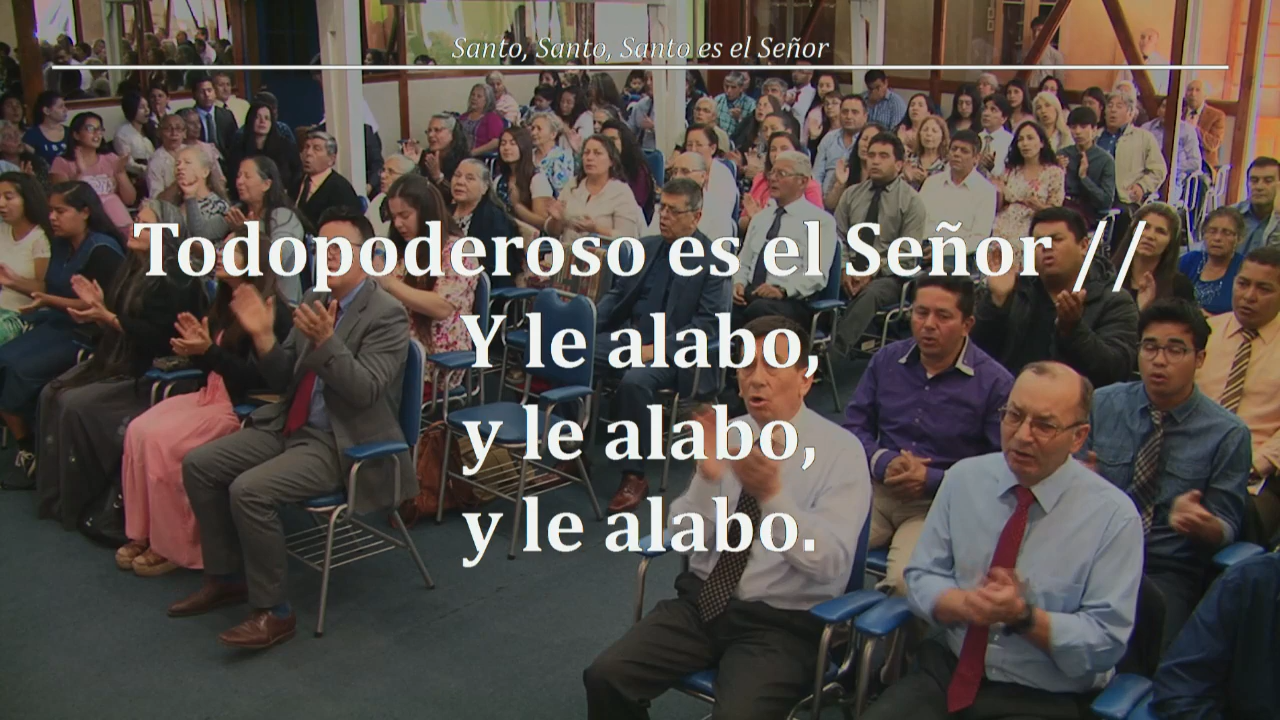 Santo, Santo, Santo es el Señor
Todopoderoso es el Señor //
Y le alabo,
y le alabo,
y le alabo.